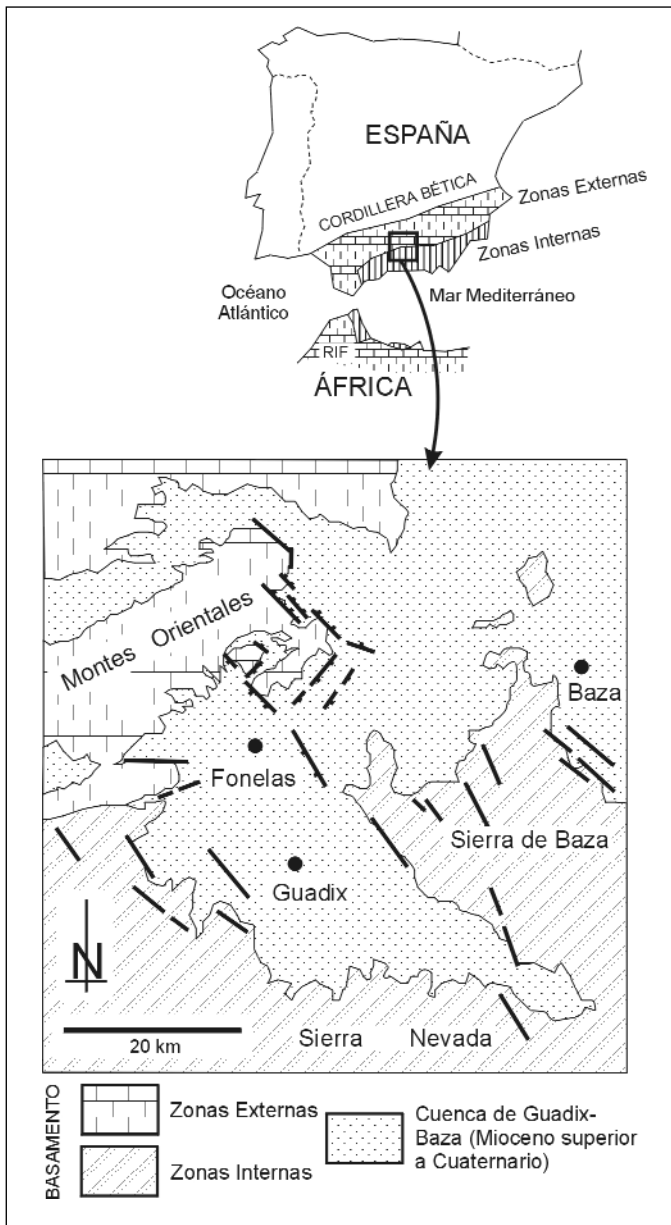 ESPAÑA
CORDILLERA BÉTICA
Zonas Externas
Zonas Internas
Océano
Atlántico
Mar Mediterráneo
RIF
ÁFRICA
Montes Orientales
Baza
Fonelas
Sierra de Baza
Guadix
N
20 km
Sierra Nevada
BASAMENTO
Zonas Externas
Zonas Internas
Cuenca de Guadix-
Baza (Mioceno superior
a Cuaternario)